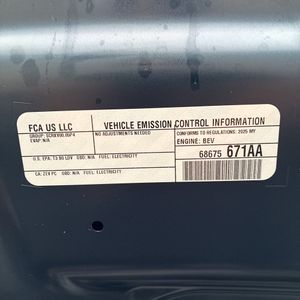 FCA US LLC
VEHICLE EMISSION CONTROL INFORMATION
EVAP: N/A
NO ADJUSTMENTS NEEDED
CONFORMS TO REGULATIONS: 2025 MY
ENGINE: BEV
U.S. EPA: T3 B0 LDV OBD: N/A FUEL: ELECTRICITY
CA: ZEV PC OBD: N/A FUEL: ELECTRICITY
68675 671AA